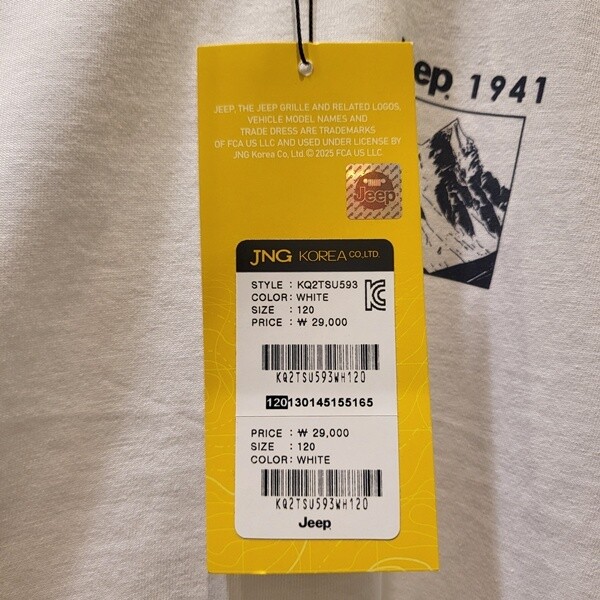 ep. 1941
JEEP, THE JEEP GRILLE AND RELATED LOGOS,
VEHICLE MODEL NAMES AND
TRADE DRESS ARE TRADEMARKS
OF FCA US LLC AND USED UNDER LICENSE BY
JNG Korea Co, Ltd. © 2025 FCA US LLC.
Jeep
JNG KOREA CO.,LTD.
STYLE : KQ2TSU593
COLOR : WHITE
SIZE : 120
PRICE : ₩ 29,000
KQ2TSU593WH120
120130145155165
PRICE : ₩ 29,000
SIZE : 120
COLOR : WHITE
KQ2TSU593WH120
Jeep